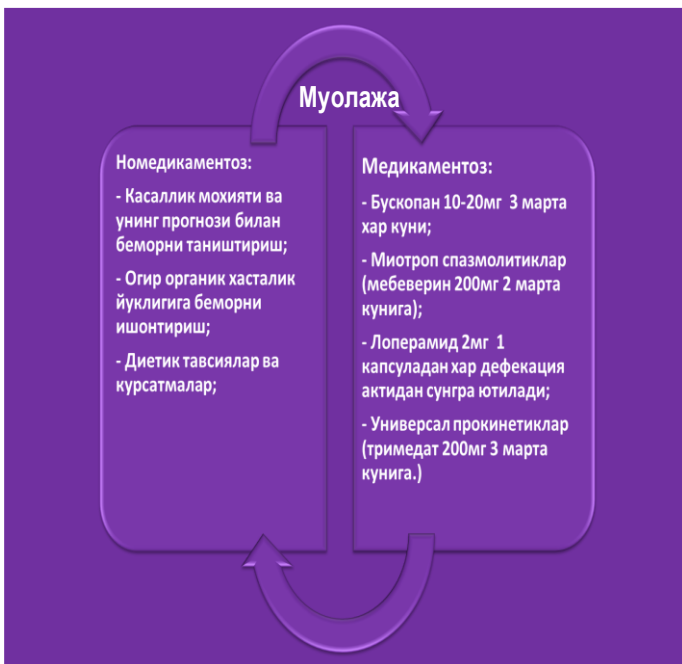 Муолажа
Номедикаментоз:
- Касаллик мохияти ва
унинг прогнози билан
беморни таништириш;
- Огир органик хасталик
йуклигига беморни
ишонтириш;
- Диетик тавсиялар ва
курсатмалар;
Медикаментоз:
- Бускопан 10-20мг 3 марта
хар куни;
- Миотроп спазмолитиклар
(мебеверин 200мг 2 марта
кунига);
- Лоперамид 2мг 1
капсуладан хар дефекация
актидан сунгра ютилади;
- Универсал прокинетиклар
(тримедат 200мг 3 марта
кунига.)